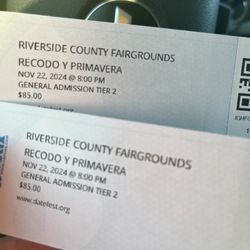 RIVERSIDE COUNTY FAIRGROUNDS
RECODO Y PRIMAVERA
NOV 22, 2024 @ 8:00 PM
GENERAL ADMISSION TIER 2
$85.00
RIVERSIDE COUNTY FAIRGROUNDS
RECODO Y PRIMAVERA
NOV 22, 2024 @ 8:00 PM
GENERAL ADMISSION TIER 2
$85.00
www.datefest.org